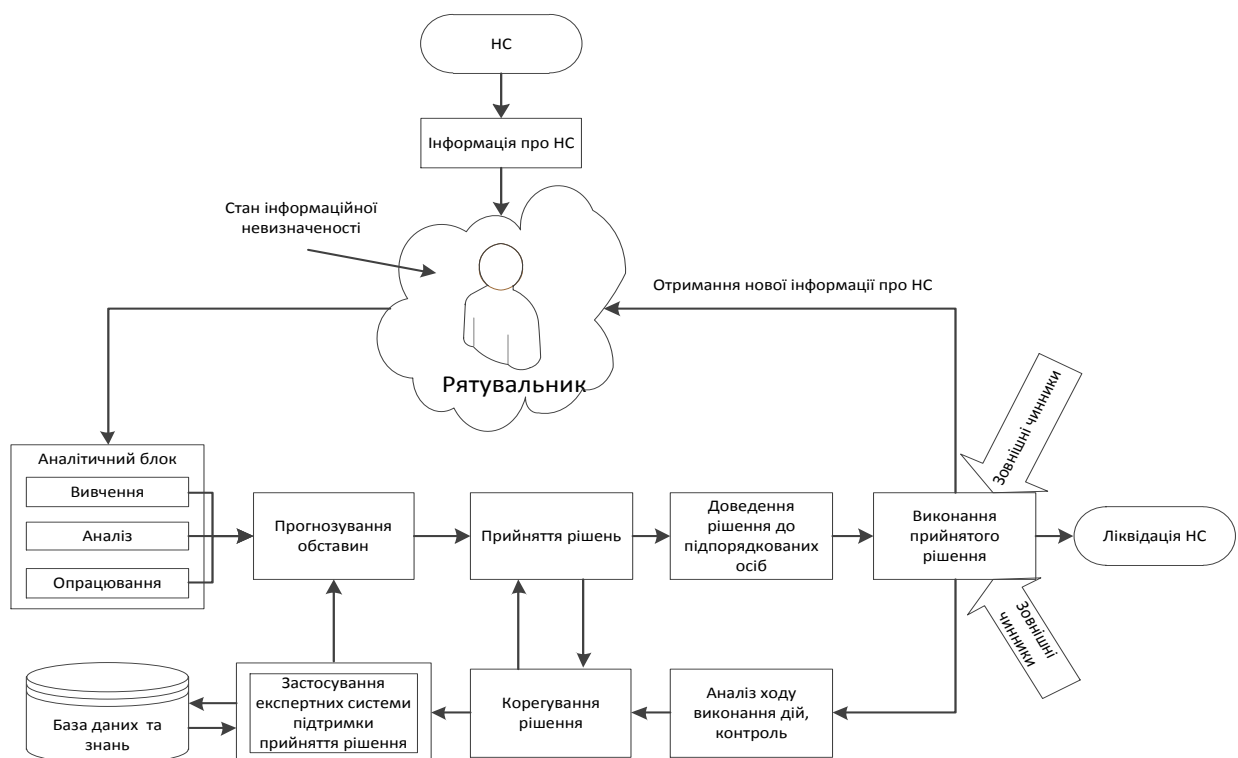 НС
Інформація про НС
Стан інформаційної
невизначеності
Отримання нової інформації про НС
Рятувальник
Зовнішні чинники
Аналітичний блок
Вивчення
Аналіз
Опрацювання
Прогнозування
обставин
Прийняття рішень
Доведення
рішення до
підпорядкованих
осіб
Виконання
прийнятого
рішення
Ліквідація НС
Зовнішні
чинники
База даних та
знань
Застосування
експертних системи
підтримки
прийняття рішення
Корегування
рішення
Аналіз ходу
виконання дій,
контроль